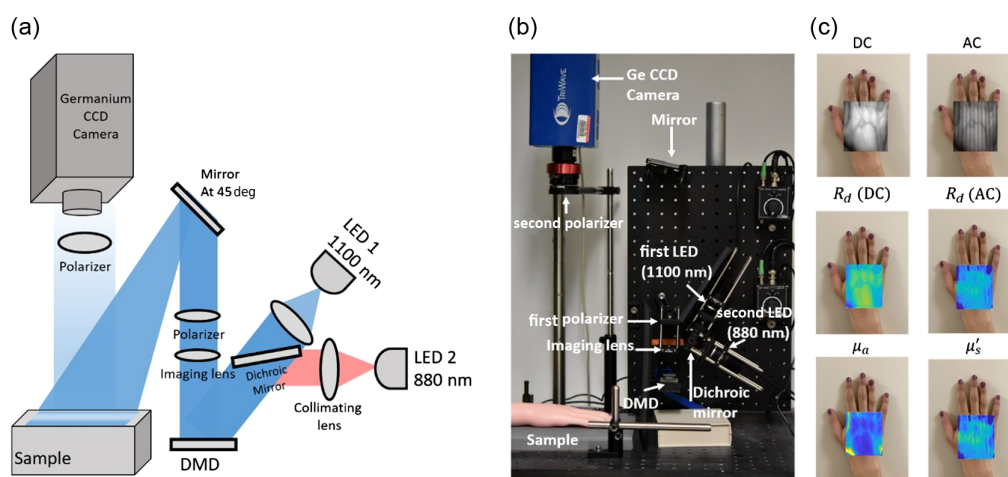 (a)
Germanium
CCD
Camera
Polarizer
Mirror
At 45 deg
LED 1
1100 nm
Polarizer
Imaging lens
Dichroic
Mirror
LED 2
880 nm
Collimating
lens
Sample
DMD
(b)
TriWave
Ge CCD
Camera
Mirror
second polarizer
first LED
(1100 nm)
second LED
(880 nm)
first polarizer
Imaging lens
DMD
Dichroic
mirror
Sample
(c)
DC AC
R_d (DC) R_d (AC)
μ_a μ′_s